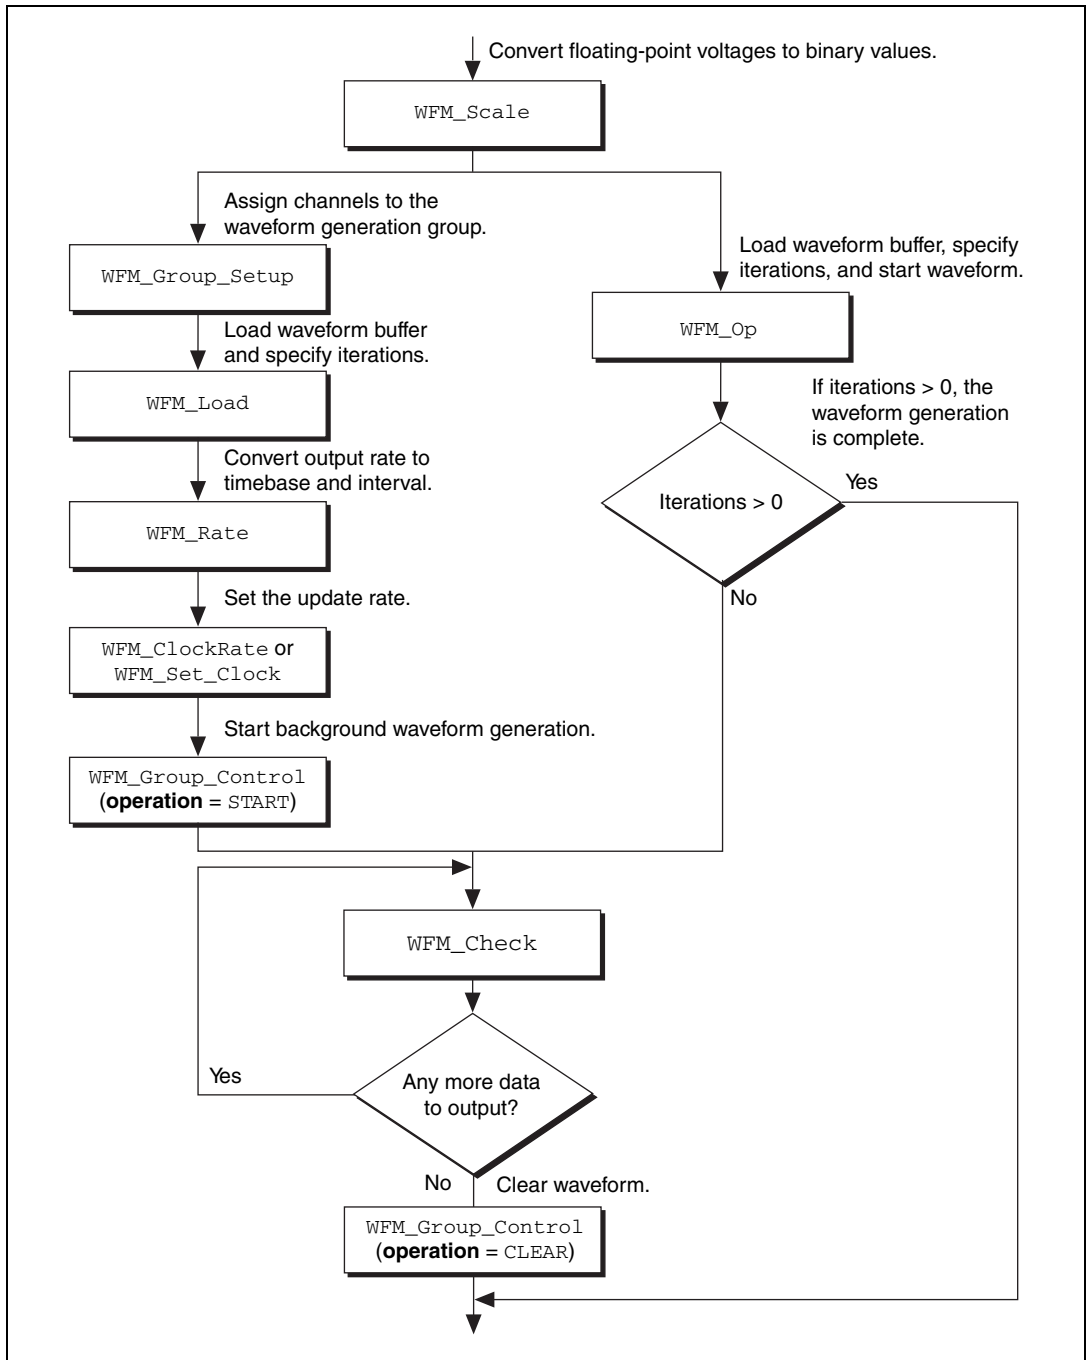 Convert floating-point voltages to binary values.
WFM_Scale
Assign channels to the
waveform generation group.
WFM_Group_Setup
Load waveform buffer
and specify iterations.
WFM_Load
Convert output rate to
timebase and interval.
WFM_Rate
Set the update rate.
WFM_ClockRate or
WFM_Set_Clock
Start background waveform generation.
WFM_Group_Control
(operation = START)
Load waveform buffer, specify
iterations, and start waveform.
WFM_Op
If iterations > 0, the
waveform generation
is complete.
Iterations > 0
Yes
No
WFM_Check
Any more data
to output?
Yes
No
Clear waveform.
WFM_Group_Control
(operation = CLEAR)